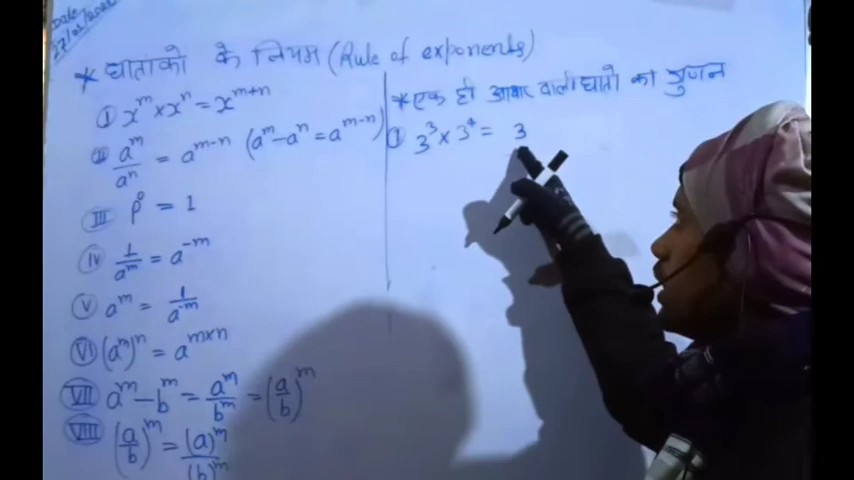 Date
27/01/2022
* घातांको के नियम (Rule of exponents)
① xᵐ × xⁿ = xᵐ⁺ⁿ
Ⅱ aᵐ/aⁿ = aᵐ⁻ⁿ (aᵐ - aⁿ = aᵐ⁻ⁿ)
Ⅲ P⁰ = 1
Ⅳ 1/aᵐ = a⁻ᵐ
Ⅴ aᵐ = 1/a⁻ᵐ
Ⅵ (aᵐ)ⁿ = aᵐˣⁿ
Ⅶ aᵐ - bᵐ = aᵐ/bᵐ = (a/b)ᵐ
Ⅷ (a/b)ᵐ = (a)ᵐ/(b)ᵐ
* एक ही आधार वाली घातो का गुणन
① 3³ × 3⁴ = 3